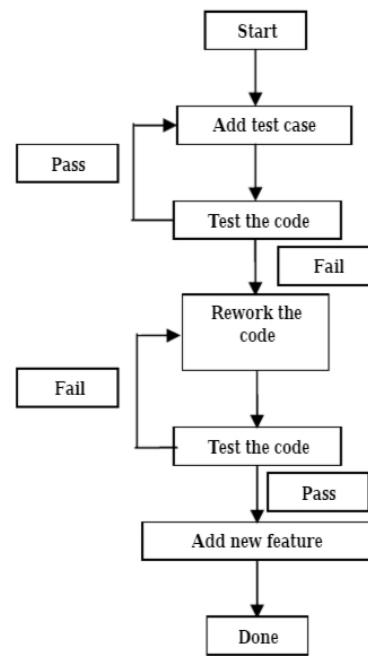 Start
Add test case
Pass
Test the code
Fail
Rework the
code
Fail
Test the code
Pass
Add new feature
Done